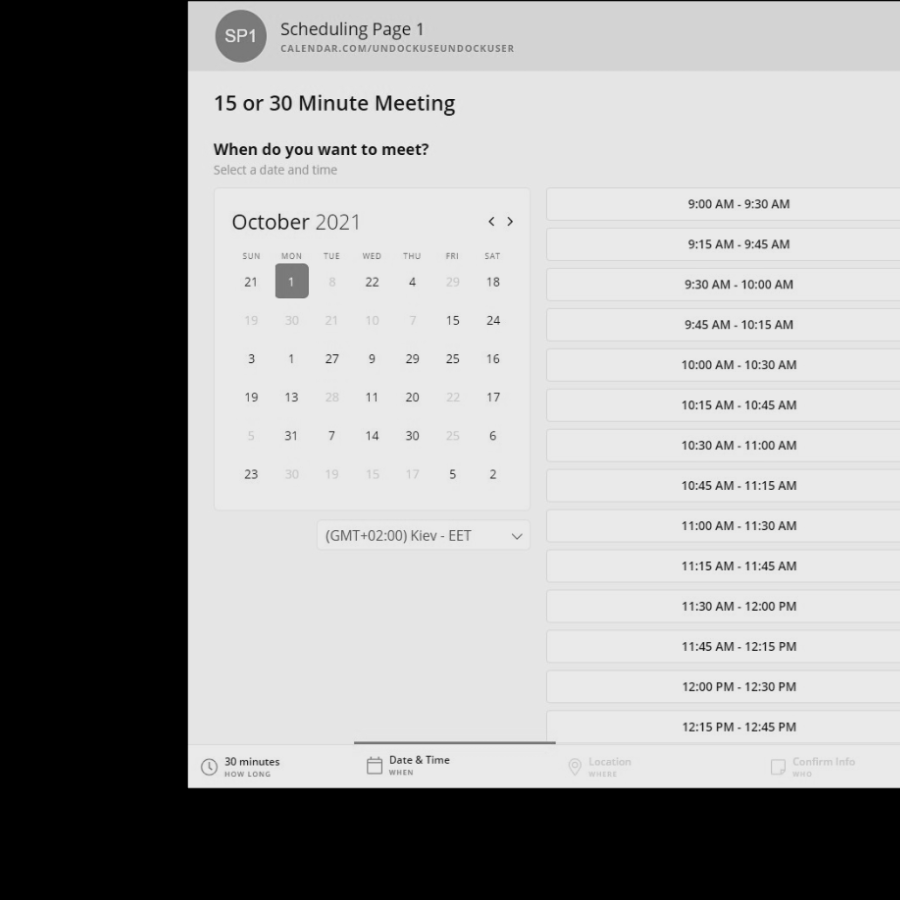 SP1
Scheduling Page 1
CALENDAR.COM/UNDOCKUSEUNDOCKUSER
15 or 30 Minute Meeting
When do you want to meet?
Select a date and time
October 2021
SUN MON TUE WED THU FRI SAT
21 1 8 22 4 29 18
19 30 21 10 7 15 24
3 1 27 9 29 25 16
19 13 28 11 20 22 17
5 31 7 14 30 25 6
23 30 19 15 17 5 2
(GMT+02:00) Kiev - EET
9:00 AM - 9:30 AM
9:15 AM - 9:45 AM
9:30 AM - 10:00 AM
9:45 AM - 10:15 AM
10:00 AM - 10:30 AM
10:15 AM - 10:45 AM
10:30 AM - 11:00 AM
10:45 AM - 11:15 AM
11:00 AM - 11:30 AM
11:15 AM - 11:45 AM
11:30 AM - 12:00 PM
11:45 AM - 12:15 PM
12:00 PM - 12:30 PM
12:15 PM - 12:45 PM
30 minutes
HOW LONG
Date & Time
WHEN
Location
WHERE
Confirm Info
WHO